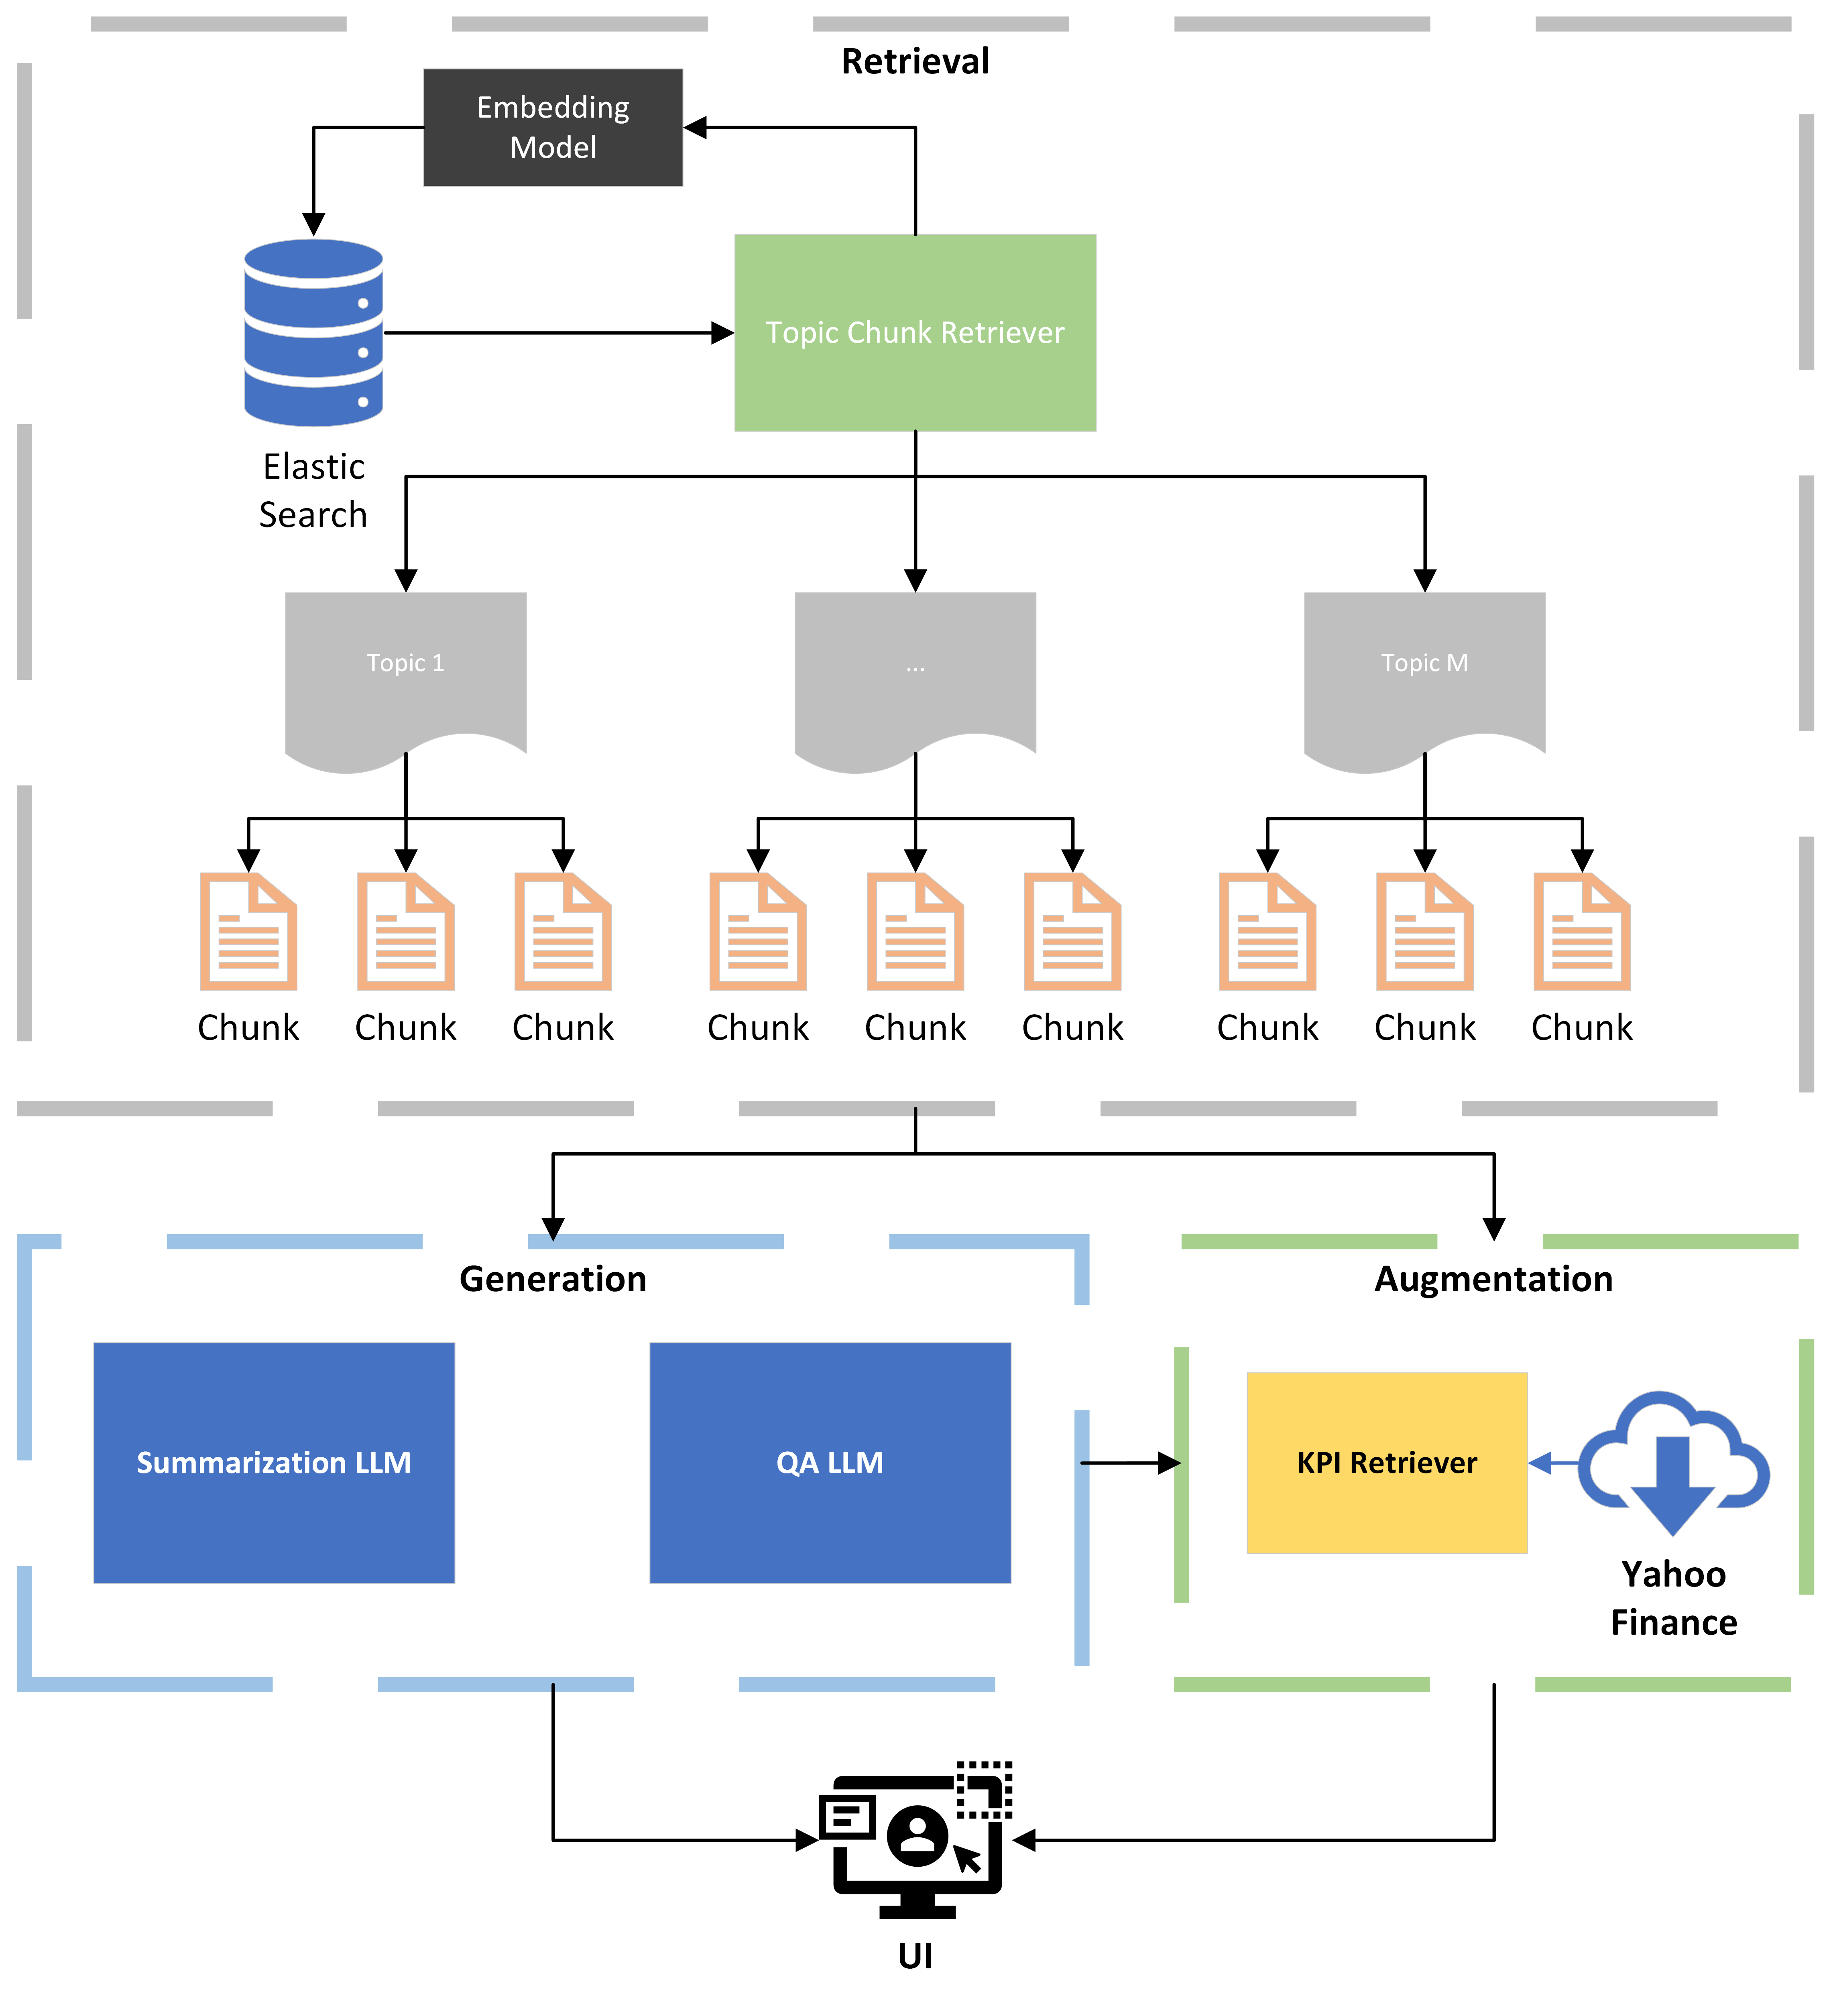 Retrieval
Embedding
Model
Topic Chunk Retriever
Elastic
Search
Topic 1
...
Topic M
Chunk
Chunk
Chunk
Chunk
Chunk
Chunk
Chunk
Chunk
Chunk
Generation
Augmentation
Summarization LLM
QA LLM
KPI Retriever
Yahoo
Finance
UI